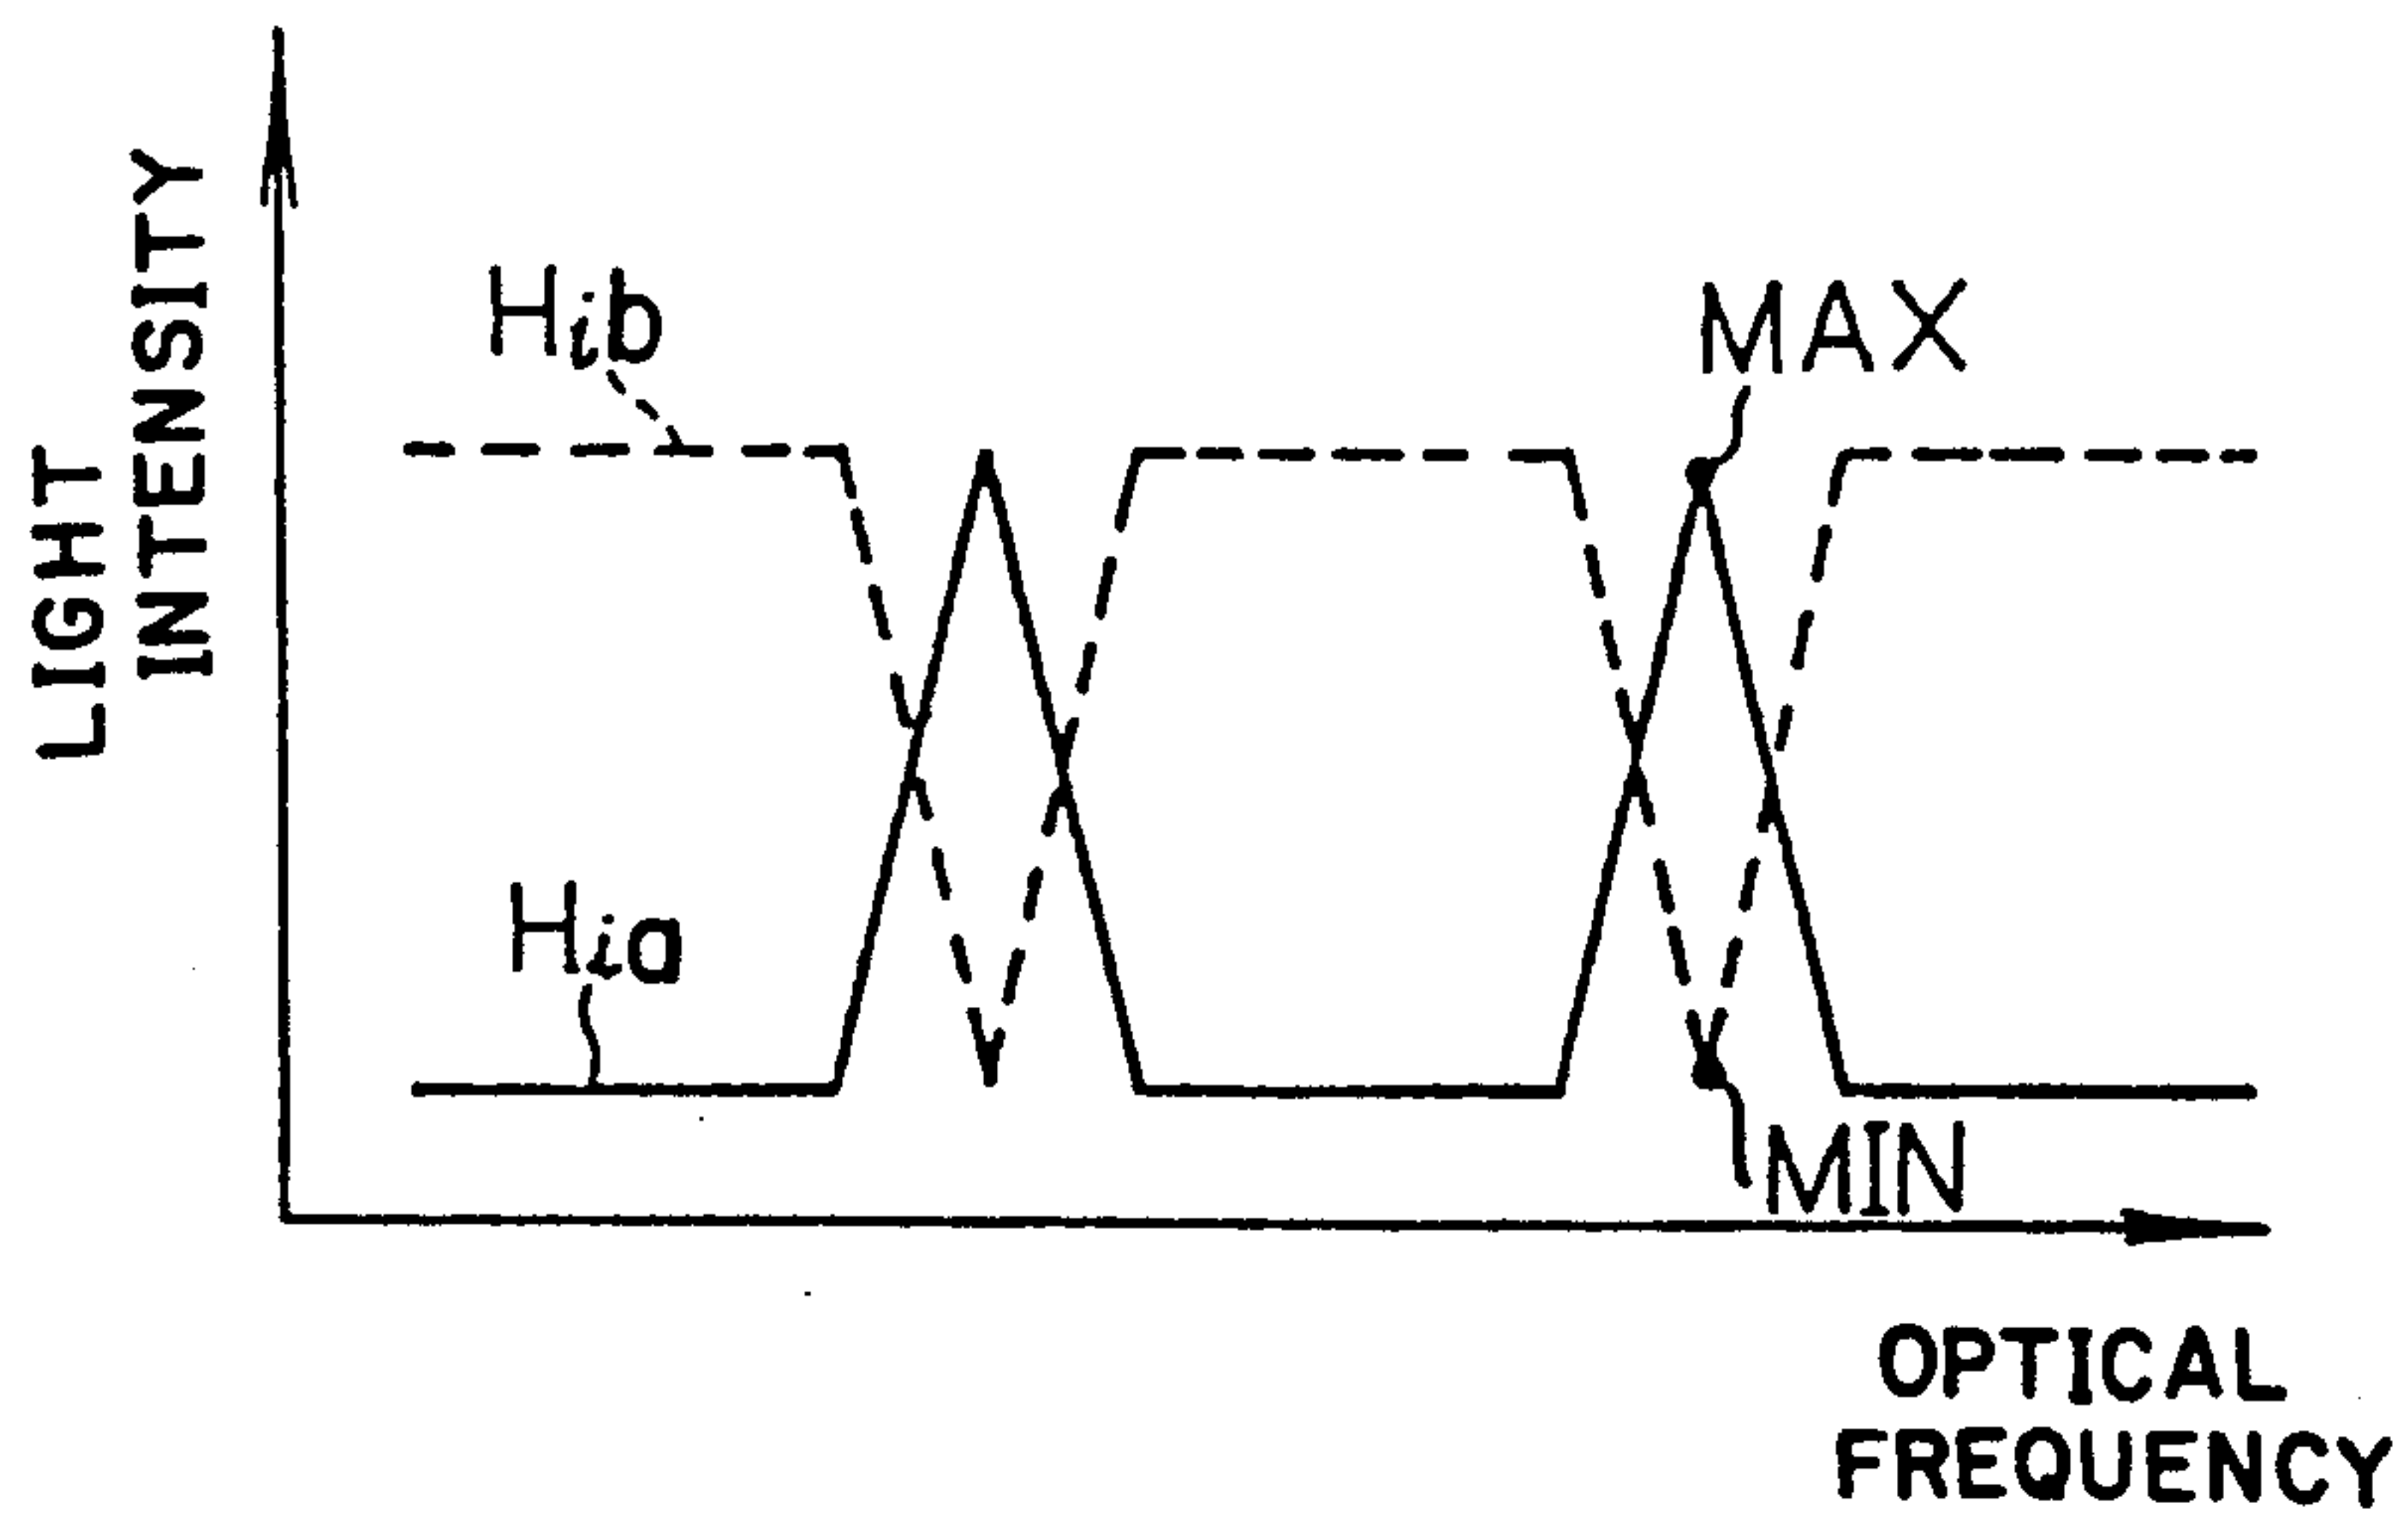 LIGHT
INTENSITY
Hib
MAX
Hia
MIN
OPTICAL
FREQUENCY